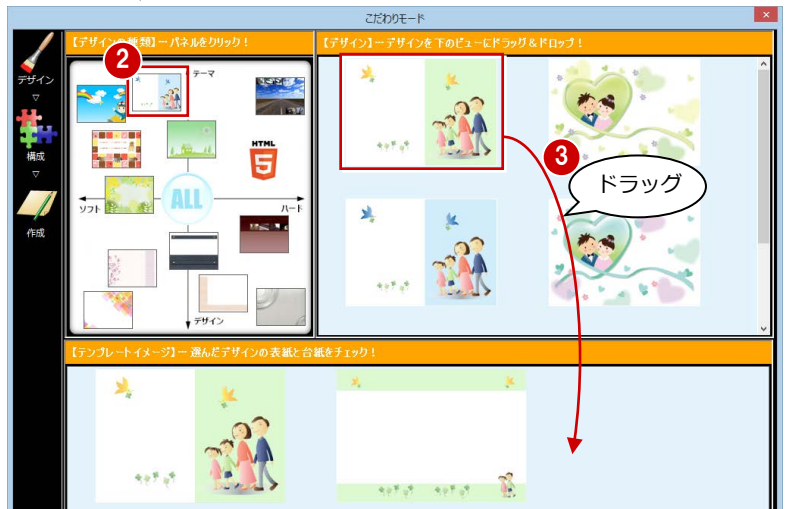 こだわりモード
×
【デザインの種類】ー パネルをクリック!
【デザイン】ー デザインを下のビューにドラッグ&ドロップ!
2
テーマ
デザイン
▽
構成
▽
作成
HTML
5
ソフト
ALL
ハード
デザイン
3
ドラッグ
【テンプレートイメージ】ー 選んだデザインの表紙と台紙をチェック!